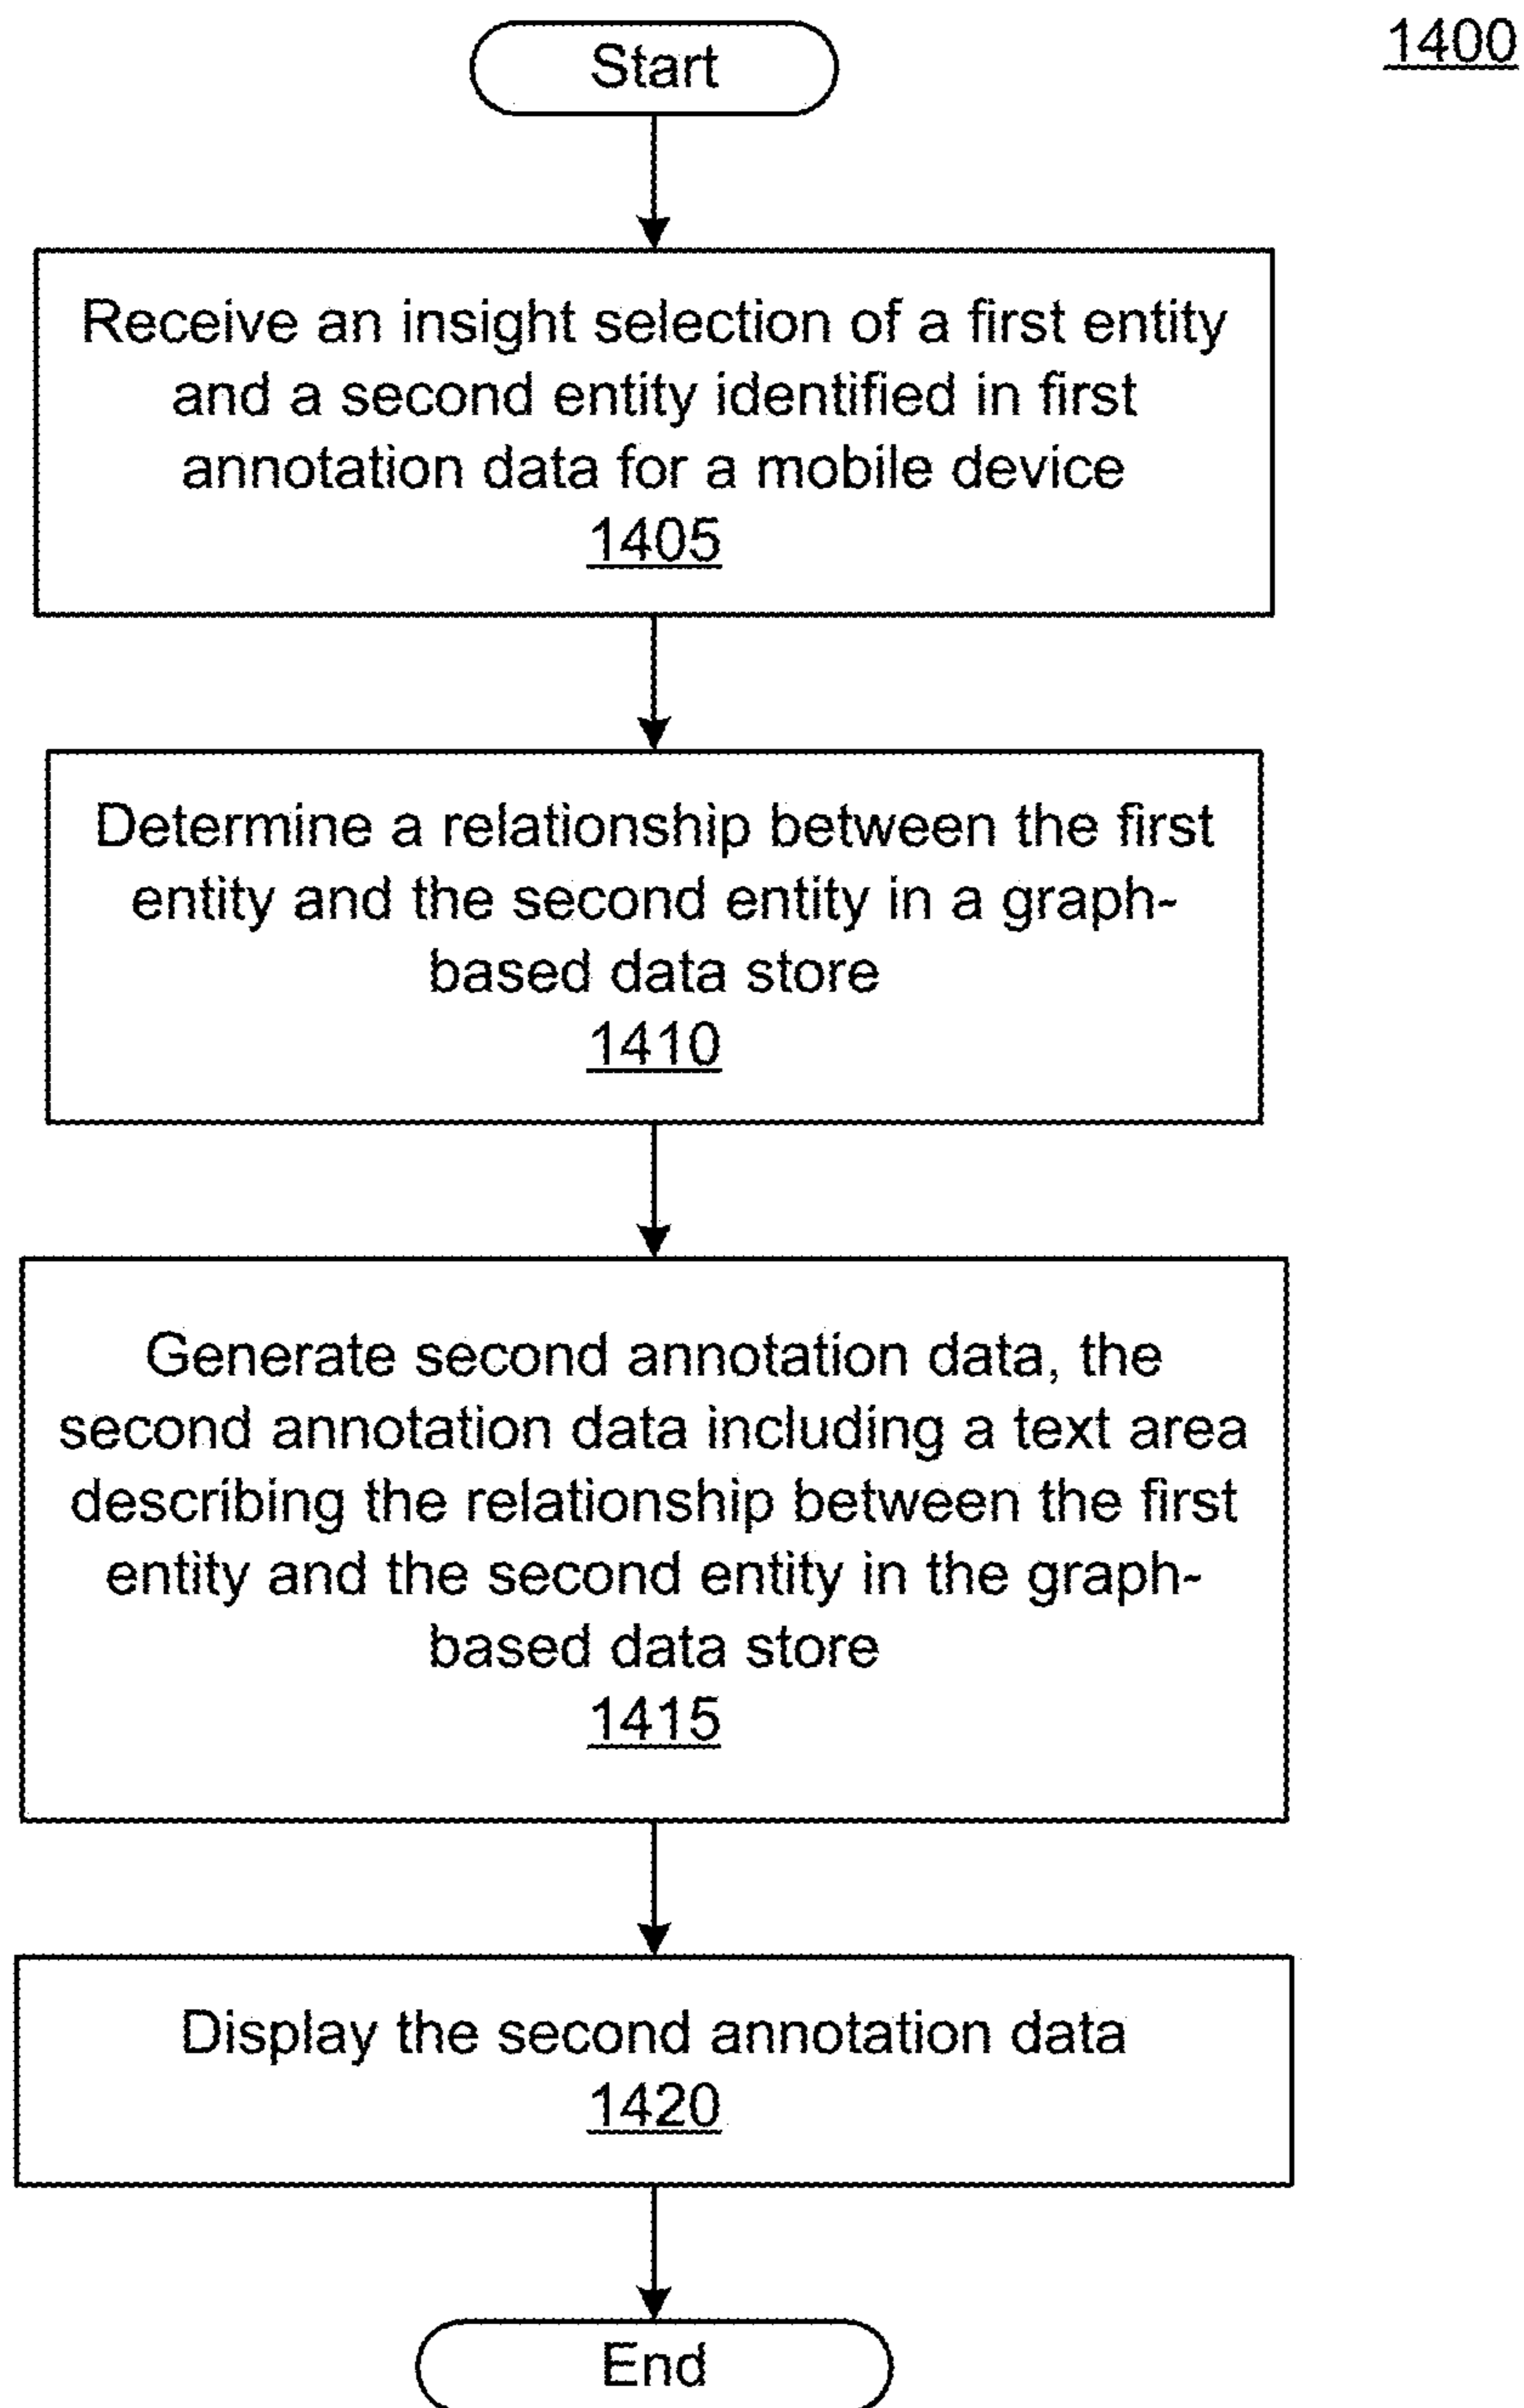 1400
Start
Receive an insight selection of a first entity
and a second entity identified in first
annotation data for a mobile device
1405
Determine a relationship between the first
entity and the second entity in a graph-
based data store
1410
Generate second annotation data, the
second annotation data including a text area
describing the relationship between the first
entity and the second entity in the graph-
based data store
1415
Display the second annotation data
1420
End